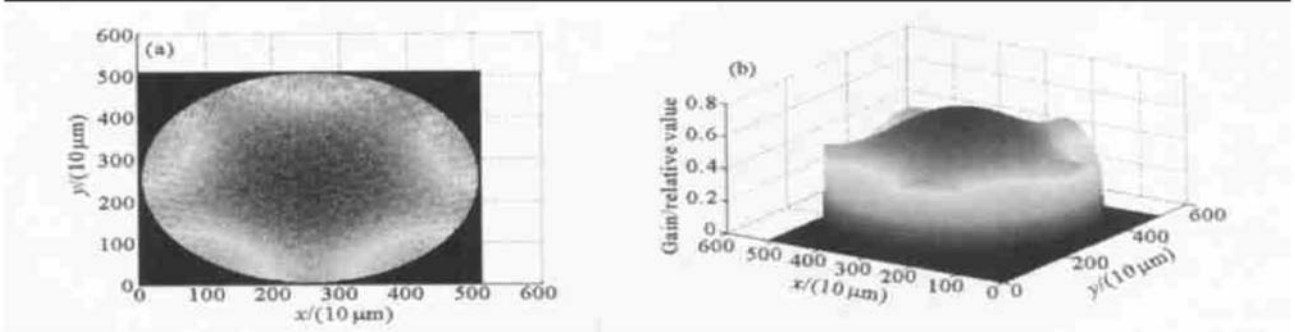 (a)
600
500
400
300
200
100
0
y/(10 μm)
0 100 200 300 400 500 600
x/(10 μm)
(b)
0.8
0.6
0.4
0.2
0
Gain/relative value
600 500 400 300 200 100 0
x/(10 μm)
0 200 400 600
y/(10 μm)